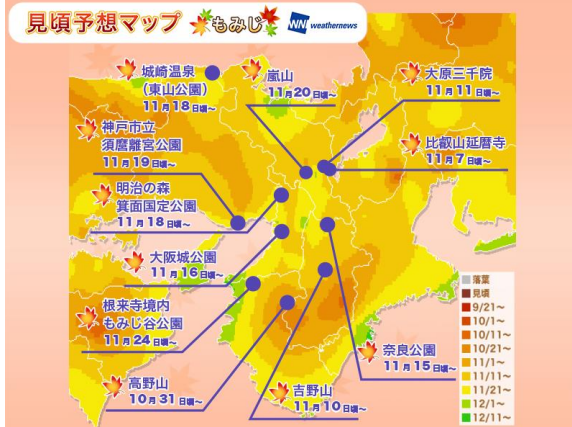 見頃予想マップ もみじ weathernews
城崎温泉
(東山公園)
11月18日頃~
嵐山
11月20日頃~
大原三千院
11月11日頃~
神戸市立
須磨離宮公園
11月19日頃~
比叡山延暦寺
11月7日頃~
明治の森
箕面国定公園
11月18日頃~
大阪城公園
11月16日頃~
根来寺境内
もみじ谷公園
11月24日頃~
高野山
10月31日頃~
吉野山
11月10日頃~
奈良公園
11月15日頃~
落葉
見頃
9/21~
10/1~
10/11~
10/21~
11/1~
11/11~
11/21~
12/1~
12/11~